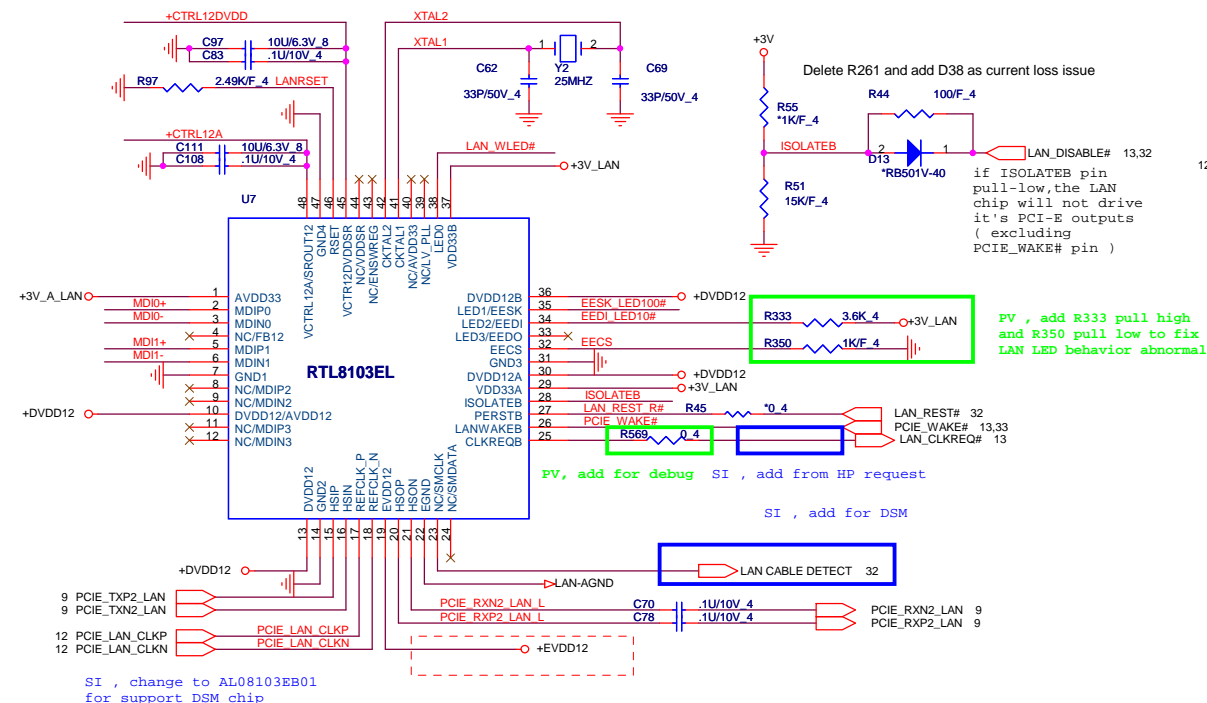 +CTRL12DVDD
XTAL2
C97 10U/6.3V_8
C83 .1U/10V_4
XTAL1
1 2
Y2
25MHZ
C62
33P/50V_4
C69
33P/50V_4
R97 2.49K/F_4 LANRSET
+CTRL12A
C111 10U/6.3V_8
C108 .1U/10V_4
LAN_WLED#
+3V_LAN
+3V
Delete R261 and add D38 as current loss issue
R55
*1K/F_4
R44 100/F_4
ISOLATEB
2 1
D13
*RB501V-40
LAN_DISABLE# 13,32
12
R51
15K/F_4
if ISOLATEB pin
pull-low,the LAN
chip will not drive
it's PCI-E outputs
( excluding
PCIE_WAKE# pin )
U7
48 47 46 45 44 43 42 41 40 39 38 37
VCTRL12A/SROUT12
GND4
RSET
VCTR12DVDDSR
NC/VDDSR
NC/ENSWREG
CKTAL2
CKTAL1
NC/AVDD33
NC/LV_PLL
LED0
VDD33B
RTL8103EL
+3V_A_LAN 1 AVDD33
MDI0+ 2 MDIP0
MDI0- 3 MDIN0
4 NC/FB12
MDI1+ 5 MDIP1
MDI1- 6 MDIN1
7 GND1
8 NC/MDIP2
9 NC/MDIN2
+DVDD12 10 DVDD12/AVDD12
11 NC/MDIP3
12 NC/MDIN3
DVDD12B 36 +DVDD12
LED1/EESK 35 EESK_LED100#
LED2/EEDI 34 EEDI_LED10# R333 3.6K_4 +3V_LAN
LED3/EEDO 33
EECS 32 EECS R350 1K/F_4
GND3 31
DVDD12A 30 +DVDD12
VDD33A 29 +3V_LAN
ISOLATEB 28 ISOLATEB
PERSTB 27 LAN_REST_R# R45 *0_4 LAN_REST# 32
LANWAKEB 26 PCIE_WAKE# PCIE_WAKE# 13,33
CLKREQB 25 R569 0_4 LAN_CLKREQ# 13
PV , add R333 pull high
and R350 pull low to fix
LAN LED behavior abnormal
PV, add for debug
SI , add from HP request
SI , add for DSM
DVDD12
GND2
HSIP
HSIN
REFCLK_P
REFCLK_N
EVDD12
HSOP
HSON
EGND
NC/SMCLK
NC/SMDATA
13 14 15 16 17 18 19 20 21 22 23 24
+DVDD12
LAN CABLE DETECT 32
LAN-AGND
9 PCIE_TXP2_LAN
9 PCIE_TXN2_LAN
PCIE_RXN2_LAN_L C70 .1U/10V_4 PCIE_RXN2_LAN 9
PCIE_RXP2_LAN_L C78 .1U/10V_4 PCIE_RXP2_LAN 9
12 PCIE_LAN_CLKP PCIE_LAN_CLKP
12 PCIE_LAN_CLKN PCIE_LAN_CLKN
+EVDD12
SI , change to AL08103EB01
for support DSM chip